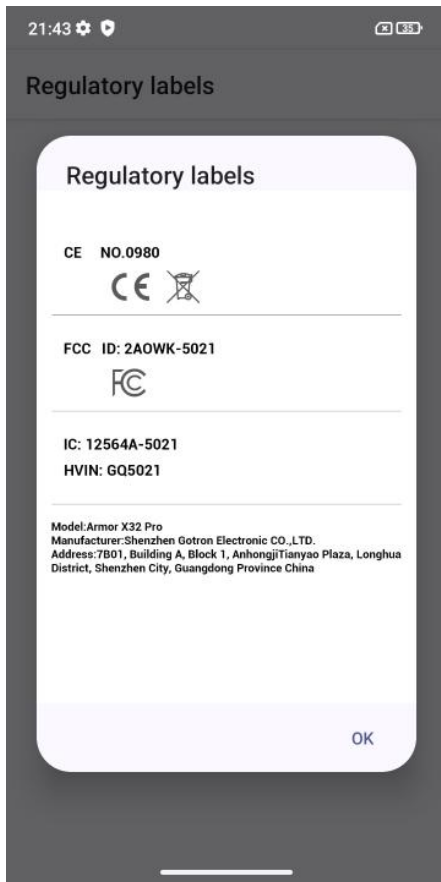 21:43
35
Regulatory labels
Regulatory labels
CE NO.0980
CE
FCC ID: 2AOWK-5021
FC
IC: 12564A-5021
HVIN: GQ5021
Model:Armor X32 Pro
Manufacturer:Shenzhen Gotron Electronic CO.,LTD.
Address:7B01, Building A, Block 1, AnhongjiTianyao Plaza, Longhua
District, Shenzhen City, Guangdong Province China
OK